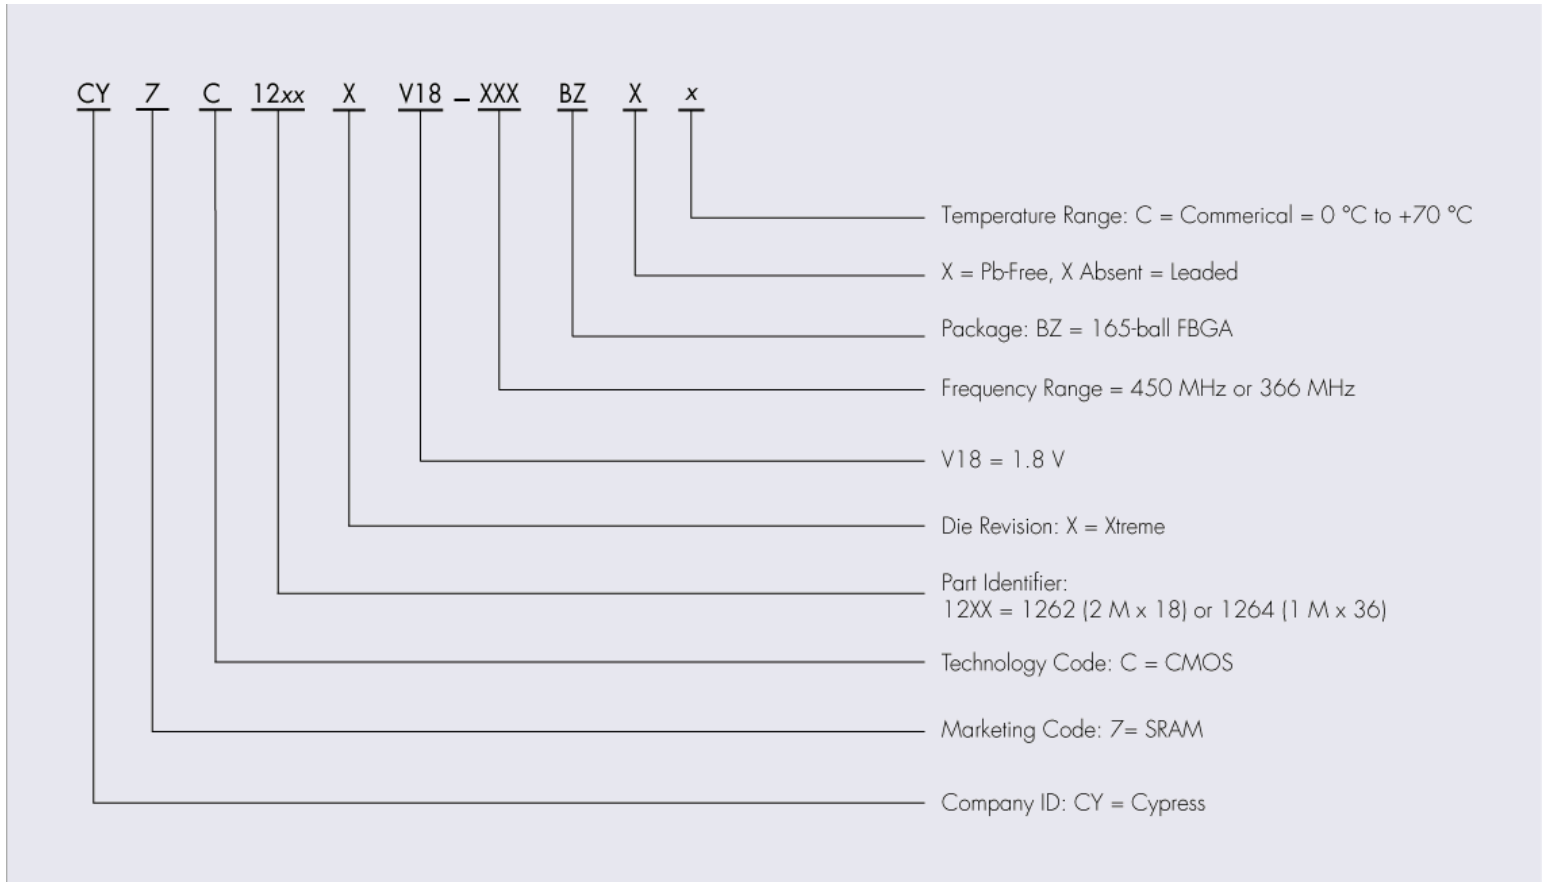 CY 7 C 12xx X V18 – XXX BZ X x
Temperature Range: C = Commerical = 0 °C to +70 °C
X = Pb-Free, X Absent = Leaded
Package: BZ = 165-ball FBGA
Frequency Range = 450 MHz or 366 MHz
V18 = 1.8 V
Die Revision: X = Xtreme
Part Identifier:
12XX = 1262 (2 M x 18) or 1264 (1 M x 36)
Technology Code: C = CMOS
Marketing Code: 7= SRAM
Company ID: CY = Cypress